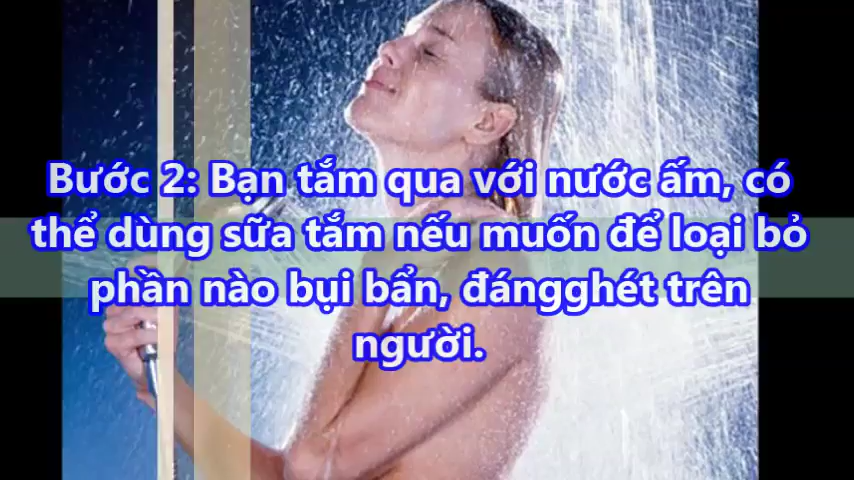 Bước 2: Bạn tắm qua với nước ấm, có
thể dùng sữa tắm nếu muốn để loại bỏ
phần nào bụi bẩn, đángghét trên
người.